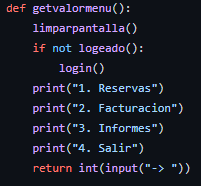 def getvalormenu():
    limparpantalla()
    if not logeado():
        login()
    print("1. Reservas")
    print("2. Facturacion")
    print("3. Informes")
    print("4. Salir")
    return int(input("-> "))